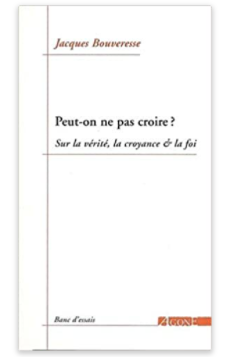 Jacques Bouveresse
Peut-on ne pas croire ?
Sur la vérité, la croyance & la foi
Banc d'essais
AGONE